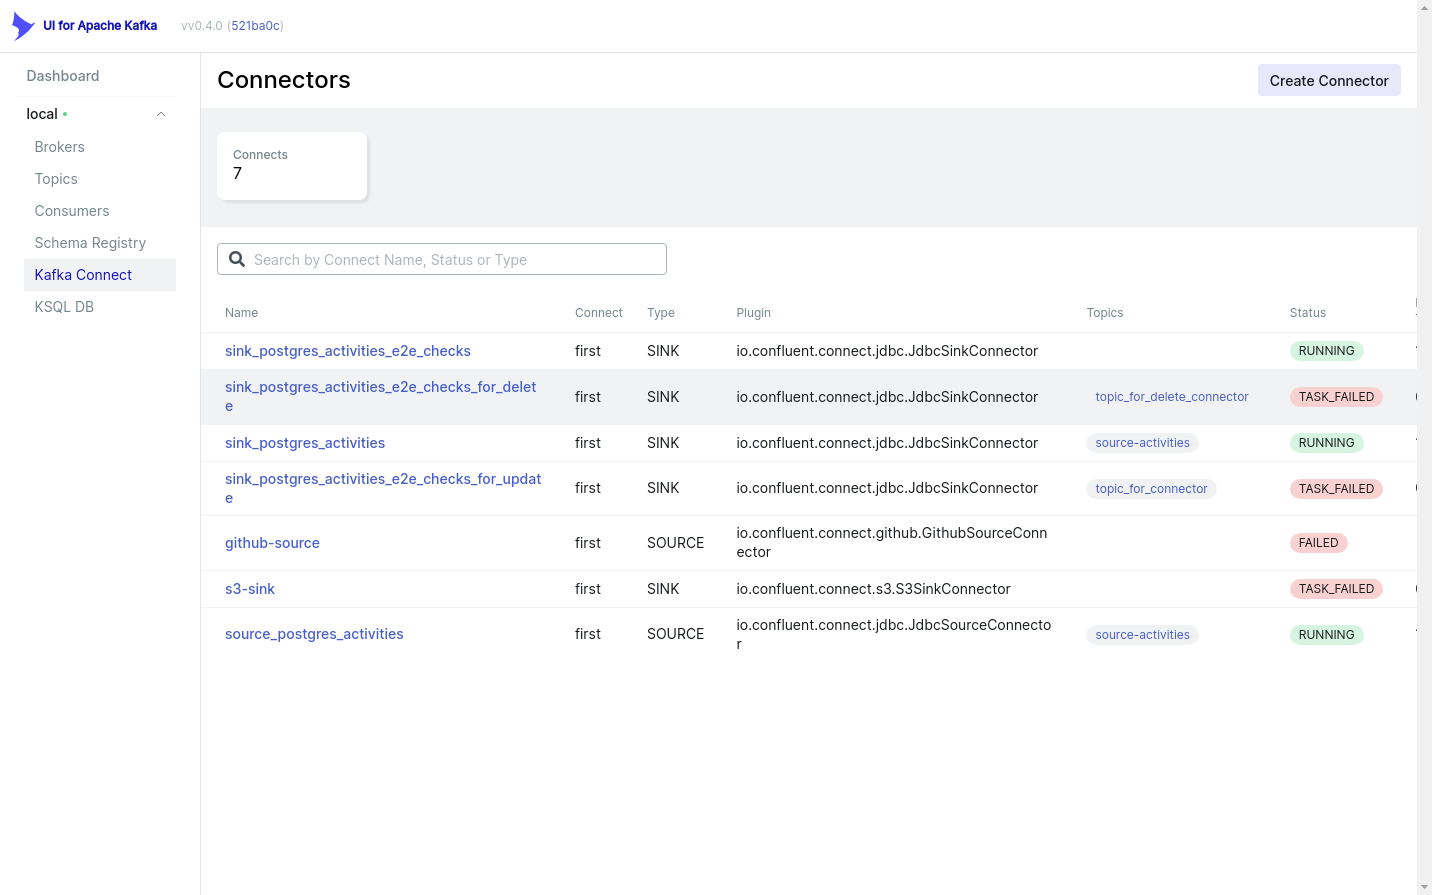 UI for Apache Kafka
vv0.4.0 (521ba0c)
Dashboard
local
Brokers
Topics
Consumers
Schema Registry
Kafka Connect
KSQL DB
Connectors
Create Connector
Connects
7
Search by Connect Name, Status or Type
Name Connect Type Plugin Topics Status
sink_postgres_activities_e2e_checks first SINK io.confluent.connect.jdbc.JdbcSinkConnector RUNNING
sink_postgres_activities_e2e_checks_for_delet
e
first SINK io.confluent.connect.jdbc.JdbcSinkConnector topic_for_delete_connector TASK_FAILED
sink_postgres_activities first SINK io.confluent.connect.jdbc.JdbcSinkConnector source-activities RUNNING
sink_postgres_activities_e2e_checks_for_updat
e
first SINK io.confluent.connect.jdbc.JdbcSinkConnector topic_for_connector TASK_FAILED
github-source first SOURCE io.confluent.connect.github.GithubSourceConn
ector
FAILED
s3-sink first SINK io.confluent.connect.s3.S3SinkConnector TASK_FAILED
source_postgres_activities first SOURCE io.confluent.connect.jdbc.JdbcSourceConnecto
r
source-activities RUNNING